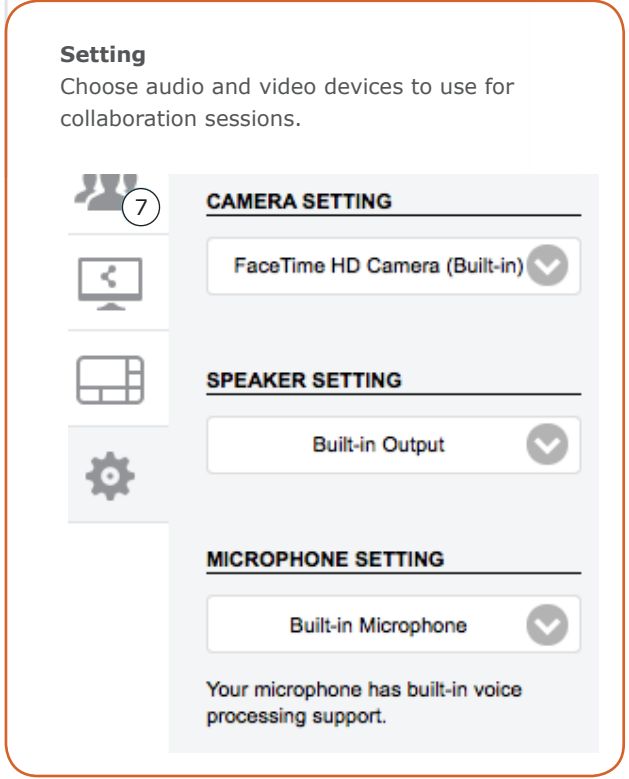 Setting
Choose audio and video devices to use for
collaboration sessions.
7
CAMERA SETTING
FaceTime HD Camera (Built-in)
SPEAKER SETTING
Built-in Output
MICROPHONE SETTING
Built-in Microphone
Your microphone has built-in voice
processing support.